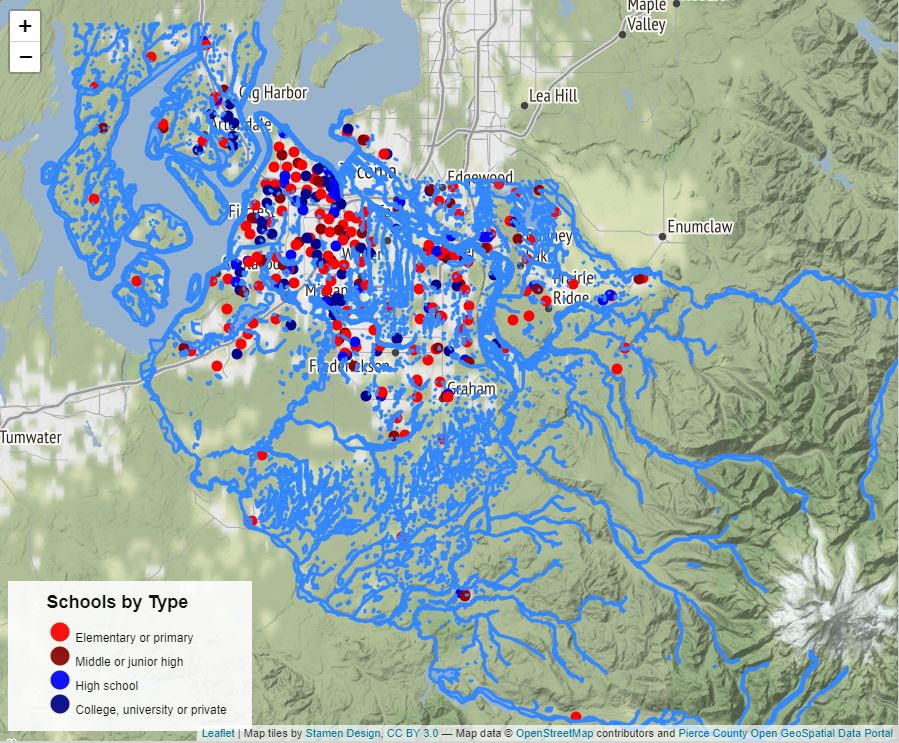 +
Maple
Valley
−
Gig Harbor
Lea Hill
Edgewood
Enumclaw
Prairie
Ridge
Frederickson
Graham
Tumwater
Schools by Type
Elementary or primary
Middle or junior high
High school
College, university or private
Leaflet | Map tiles by Stamen Design, CC BY 3.0 — Map data © OpenStreetMap contributors and Pierce County Open GeoSpatial Data Portal